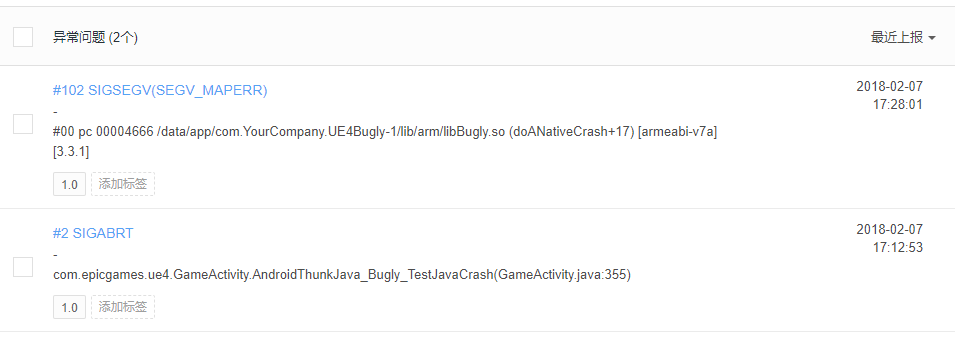 异常问题 (2个)
最近上报
#102 SIGSEGV(SEGV_MAPERR)
2018-02-07
17:28:01
-
#00 pc 00004666 /data/app/com.YourCompany.UE4Bugly-1/lib/arm/libBugly.so (doANativeCrash+17) [armeabi-v7a]
[3.3.1]
1.0 添加标签
#2 SIGABRT
2018-02-07
17:12:53
-
com.epicgames.ue4.GameActivity.AndroidThunkJava_Bugly_TestJavaCrash(GameActivity.java:355)
1.0 添加标签